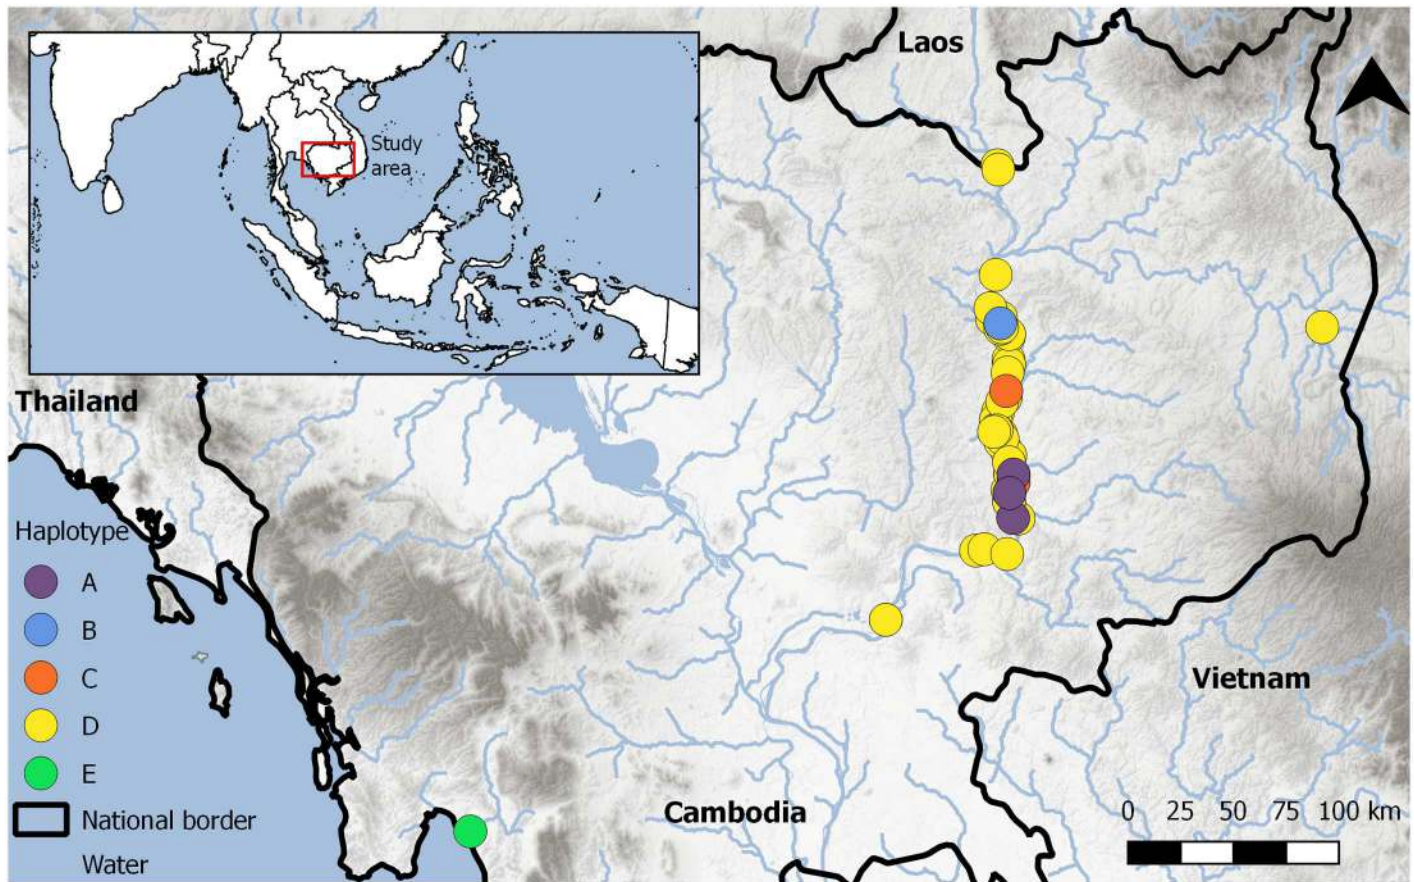 Laos
Study
area
Thailand
Haplotype
A
B
C
D
E
National border
Water
Cambodia
Vietnam
0 25 50 75 100 km